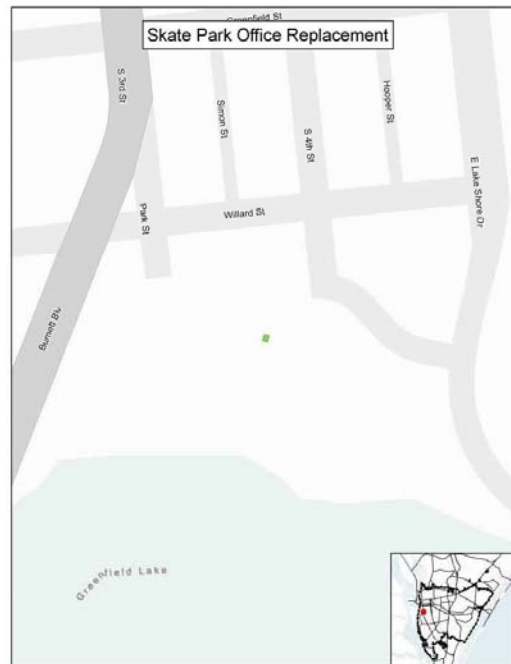 Greenfield St
Skate Park Office Replacement
S 3rd St
Simon St
S 4th St
Hooper St
E Lake Shore Dr
Park St
Willard St
Burnett Blv
Greenfield Lake